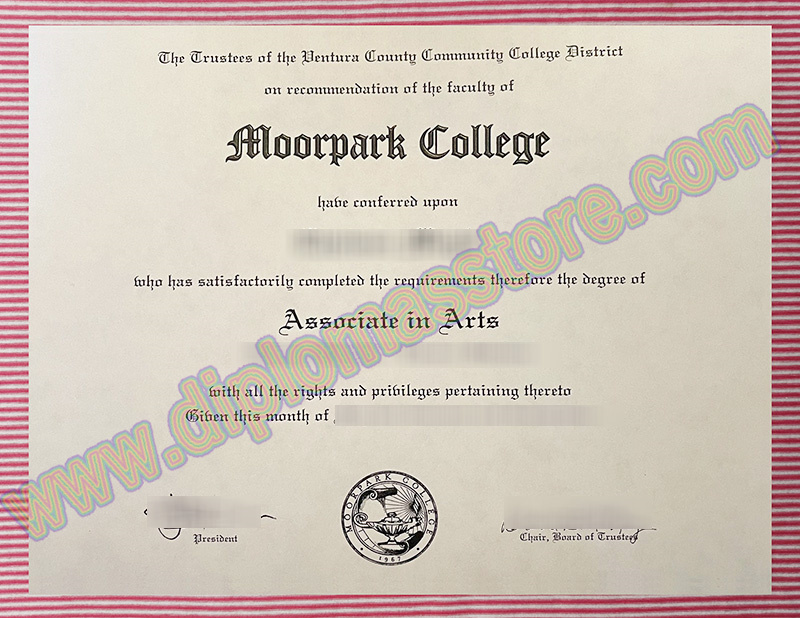 The Trustees of the Ventura County Community College District
on recommendation of the faculty of
Moorpark College
have conferred upon
who has satisfactorily completed the requirements therefore the degree of
Associate in Arts
with all the rights and privileges pertaining thereto
Given this month of
www.diplomasstore.com
MOORPARK COLLEGE
1967
President
Chair, Board of Trustees